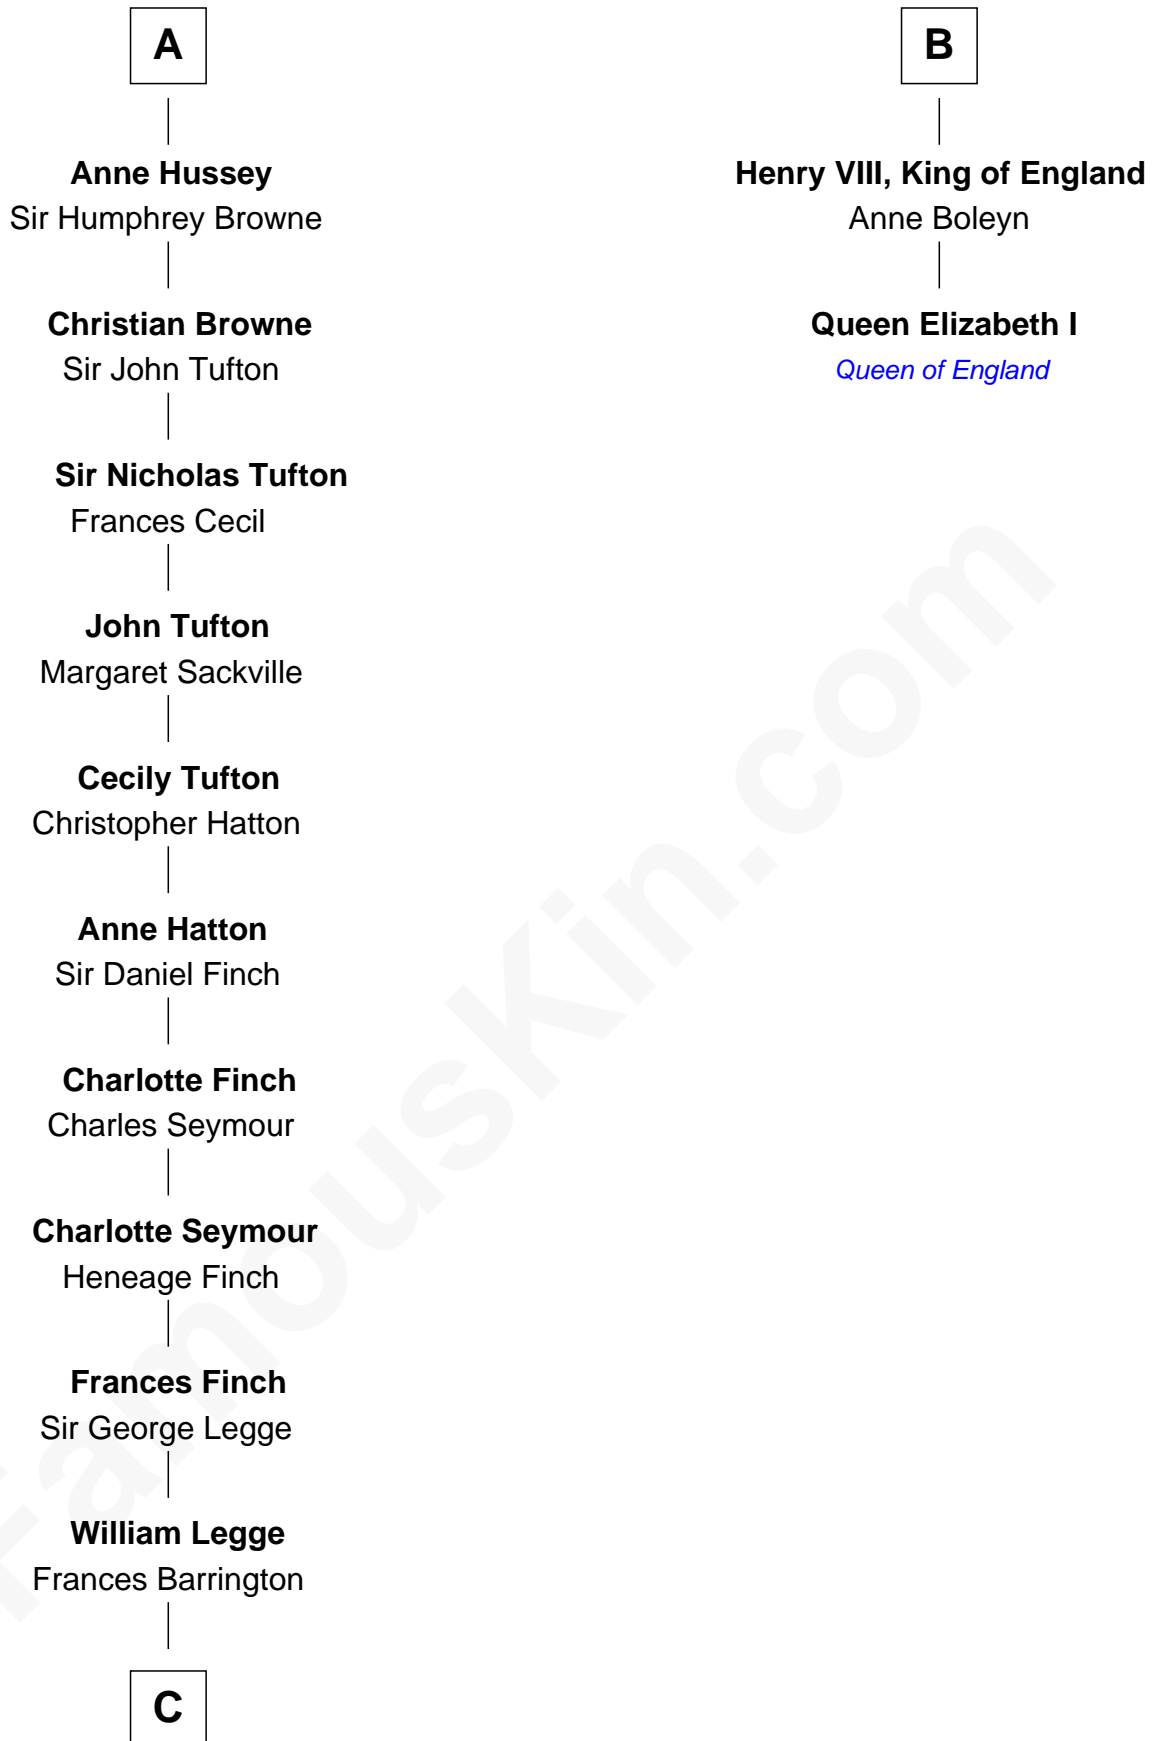 A
Anne Hussey
Sir Humphrey Browne
Christian Browne
Sir John Tufton
Sir Nicholas Tufton
Frances Cecil
John Tufton
Margaret Sackville
Cecily Tufton
Christopher Hatton
Anne Hatton
Sir Daniel Finch
Charlotte Finch
Charles Seymour
Charlotte Seymour
Heneage Finch
Frances Finch
Sir George Legge
William Legge
Frances Barrington
C
B
Henry VIII, King of England
Anne Boleyn
Queen Elizabeth I
Queen of England
FamousKin.com